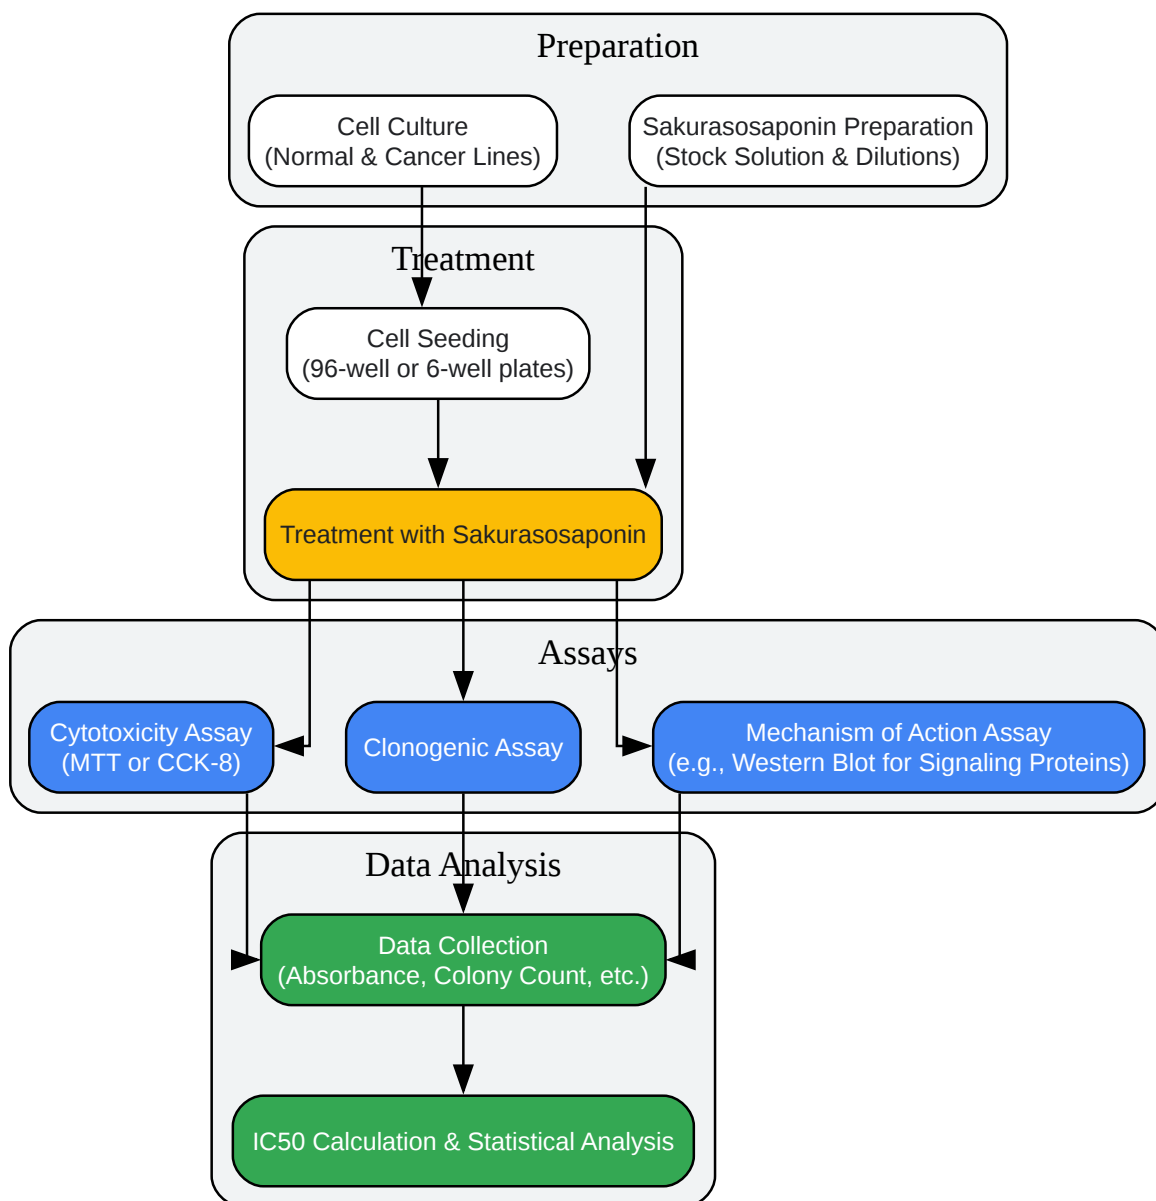 Preparation
Cell Culture
(Normal & Cancer Lines)
Sakurasosaponin Preparation
(Stock Solution & Dilutions)
Treatment
Cell Seeding
(96-well or 6-well plates)
Treatment with Sakurasosaponin
Assays
Cytotoxicity Assay
(MTT or CCK-8)
Clonogenic Assay
Mechanism of Action Assay
(e.g., Western Blot for Signaling Proteins)
Data Analysis
Data Collection
(Absorbance, Colony Count, etc.)
IC50 Calculation & Statistical Analysis